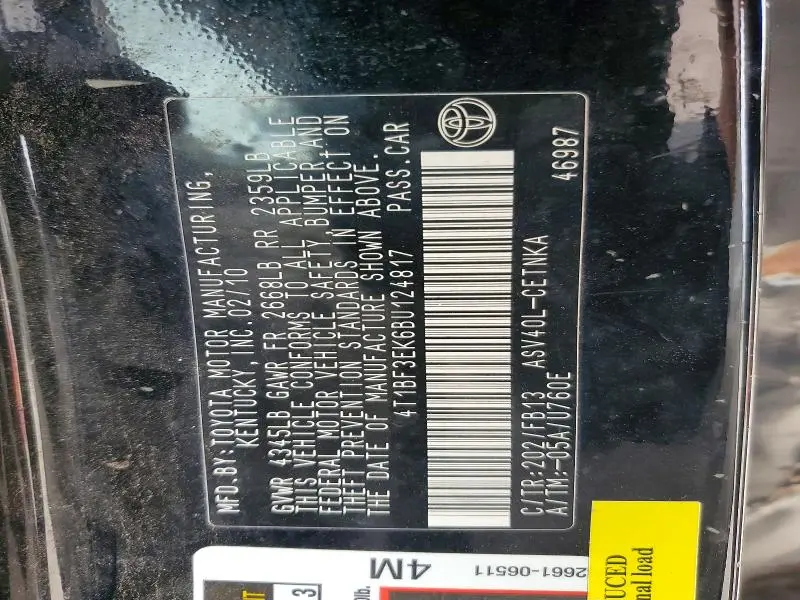 MFD.BY:TOYOTA MOTOR MANUFACTURING,
KENTUCKY, INC. 02/10
GVWR 4345LB GAWR FR 2668LB RR 2359LB
THIS VEHICLE CONFORMS TO ALL APPLICABLE
FEDERAL MOTOR VEHICLE SAFETY, BUMPER, AND
THEFT PREVENTION STANDARDS IN EFFECT ON
THE DATE OF MANUFACTURE SHOWN ABOVE.
4T1BF3EK6BU124817 PASS.CAR
C/TR:202/FB13 ASV40L-CETNKA
A/TM:-05A/U760E 46987
3
0lb.
4M
2661-06511
UCED
nal load